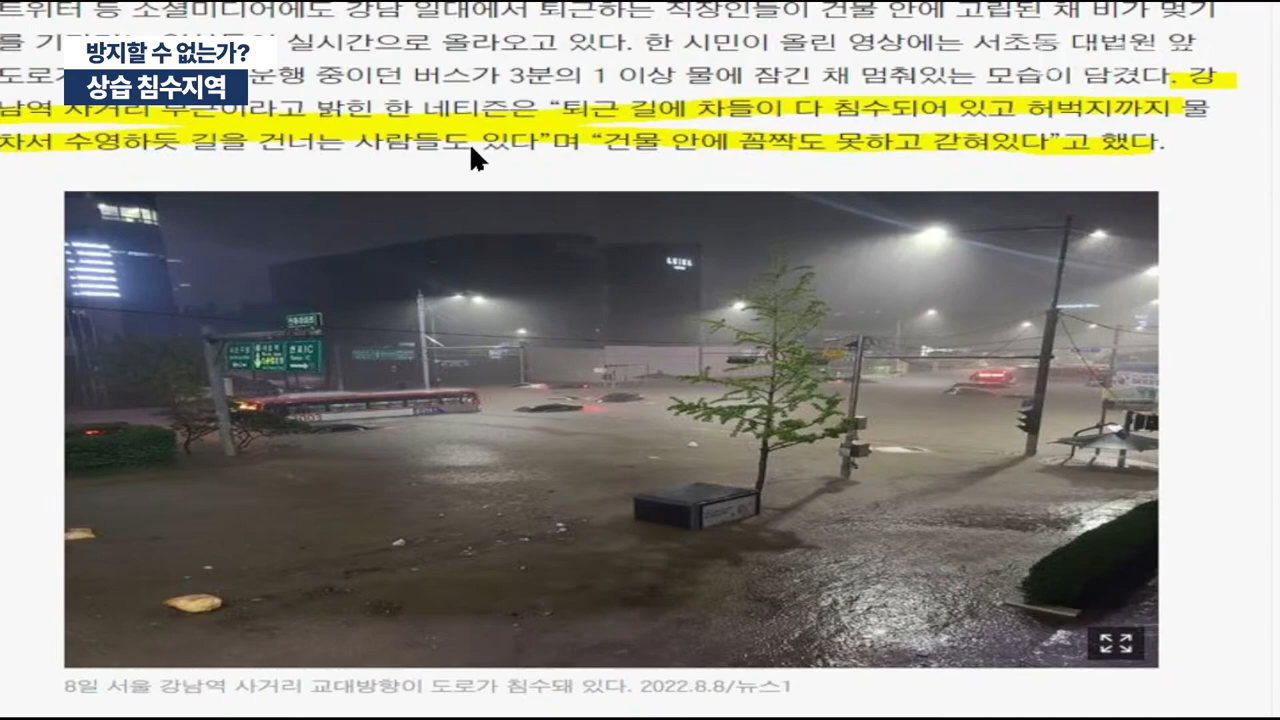 트위터 등 소셜미디어에도 강남 일대에서 퇴근하는 직장인들이 건물 안에 고립된 채 비가 멎기
를 실시간으로 올라오고 있다. 한 시민이 올린 영상에는 서초동 대법원 앞
방지할 수 없는가?
상습 침수지역
운행 중이던 버스가 3분의 1 이상 물에 잠긴 채 멈춰있는 모습이 담겼다. 강
남역 사거리 부근이라고 밝힌 한 네티즌은 “퇴근 길에 차들이 다 침수되어 있고 허벅지까지 물
차서 수영하듯 길을 건너는 사람들도 있다”며 “건물 안에 꼼짝도 못하고 갇혀있다”고 했다.
8일 서울 강남역 사거리 교대방향이 도로가 침수돼 있다. 2022.8.8/뉴스1